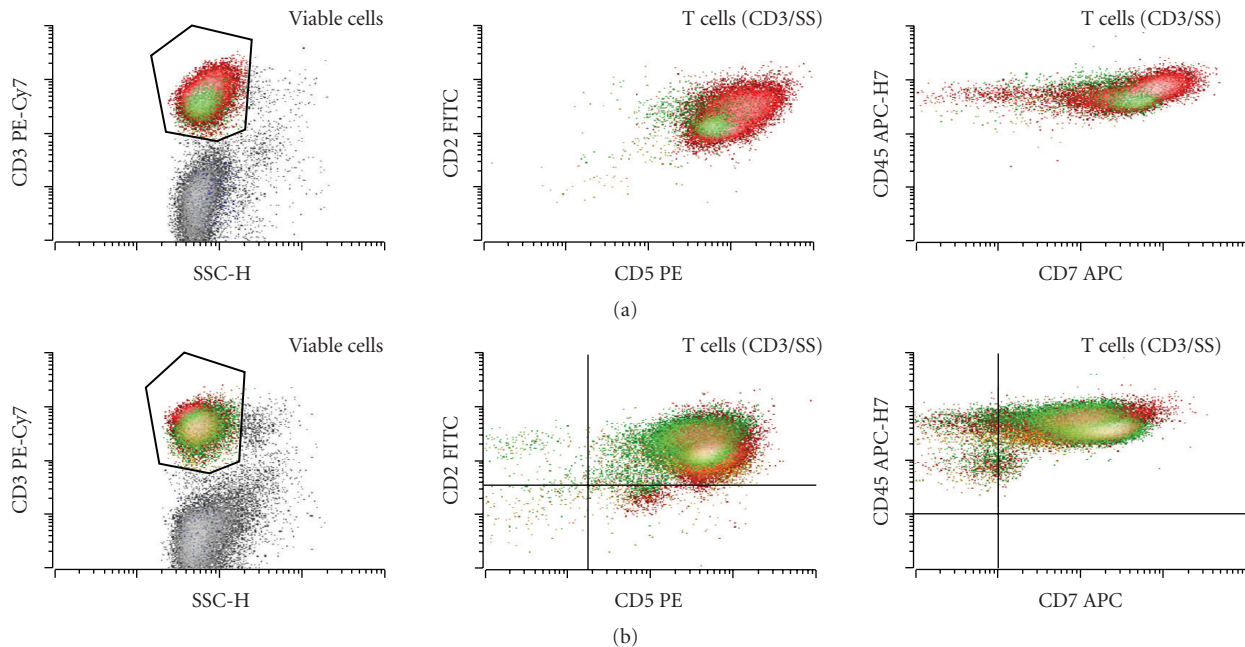 Viable cells
CD3 PE-Cy7
SSC-H
T cells (CD3/SS)
CD2 FITC
CD5 PE
T cells (CD3/SS)
CD45 APC-H7
CD7 APC
(a)
Viable cells
CD3 PE-Cy7
SSC-H
T cells (CD3/SS)
CD2 FITC
CD5 PE
T cells (CD3/SS)
CD45 APC-H7
CD7 APC
(b)